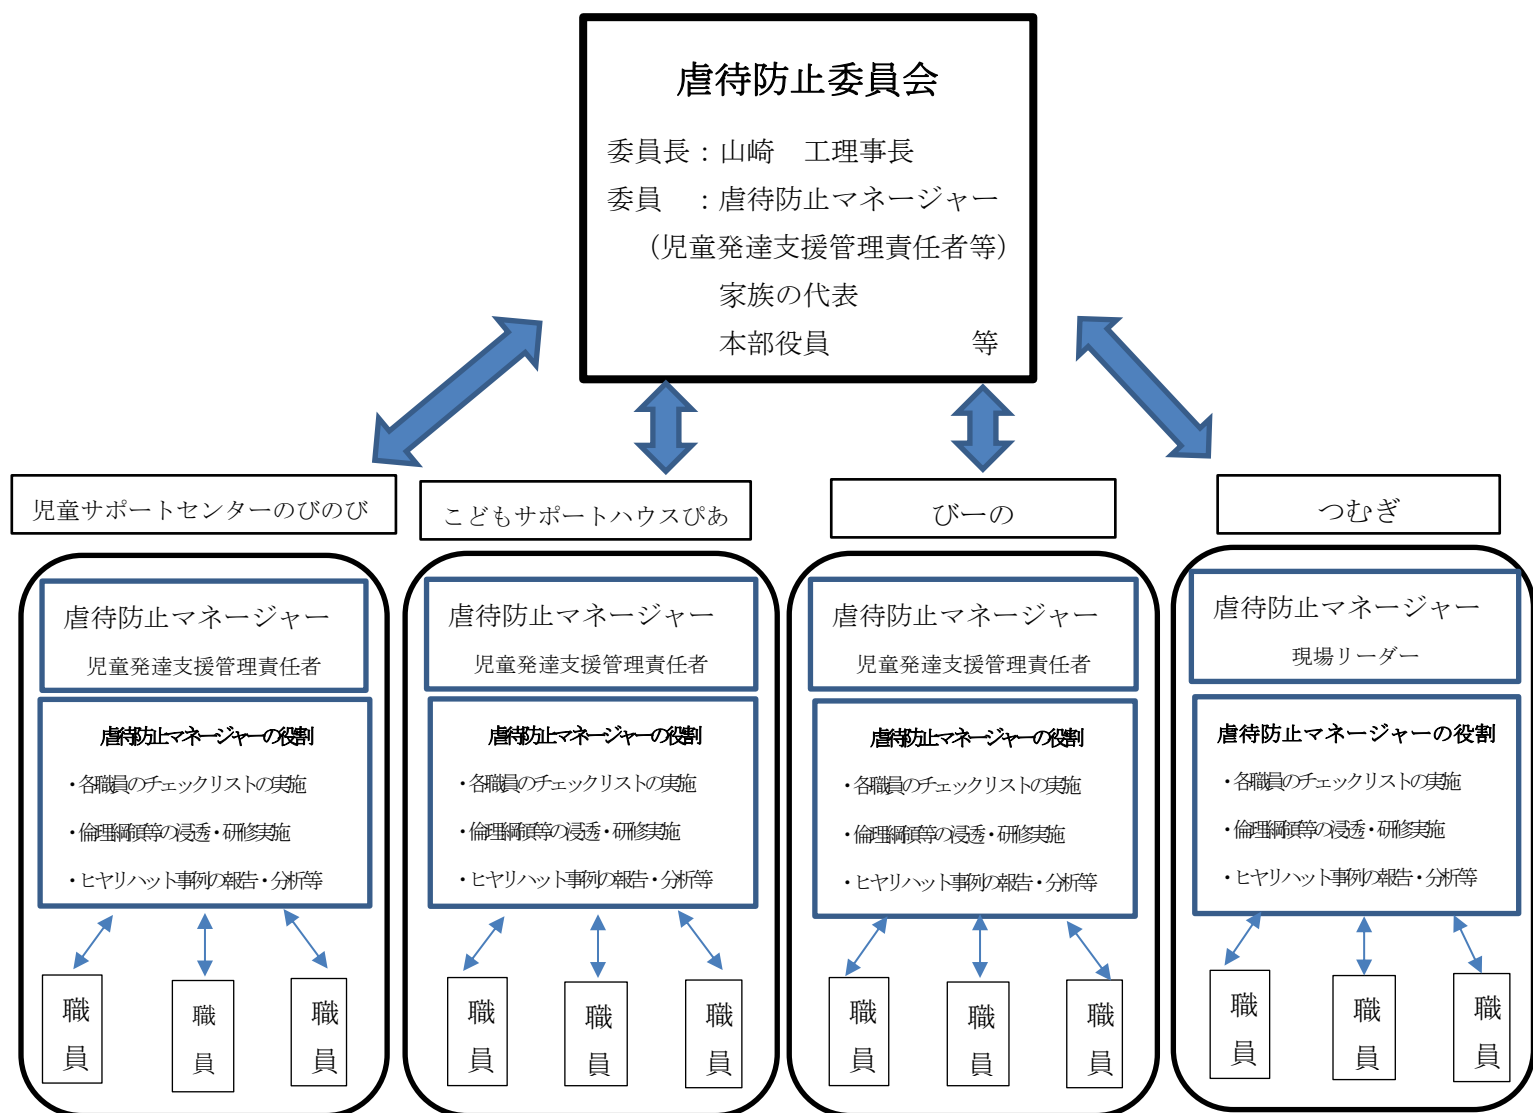 虐待防止委員会
委員長：山崎　工理事長
委員　：虐待防止マネージャー
（児童発達支援管理責任者等）
家族の代表
本部役員　　　　　等
児童サポートセンターのびのび
虐待防止マネージャー
児童発達支援管理責任者
虐待防止マネージャーの役割
・各職員のチェックリストの実施
・倫理綱領等の浸透・研修実施
・ヒヤリハット事例の報告・分析等
職員
職員
職員
こどもサポートハウスぴあ
虐待防止マネージャー
児童発達支援管理責任者
虐待防止マネージャーの役割
・各職員のチェックリストの実施
・倫理綱領等の浸透・研修実施
・ヒヤリハット事例の報告・分析等
職員
職員
職員
びーの
虐待防止マネージャー
児童発達支援管理責任者
虐待防止マネージャーの役割
・各職員のチェックリストの実施
・倫理綱領等の浸透・研修実施
・ヒヤリハット事例の報告・分析等
職員
職員
職員
つむぎ
虐待防止マネージャー
現場リーダー
虐待防止マネージャーの役割
・各職員のチェックリストの実施
・倫理綱領等の浸透・研修実施
・ヒヤリハット事例の報告・分析等
職員
職員
職員